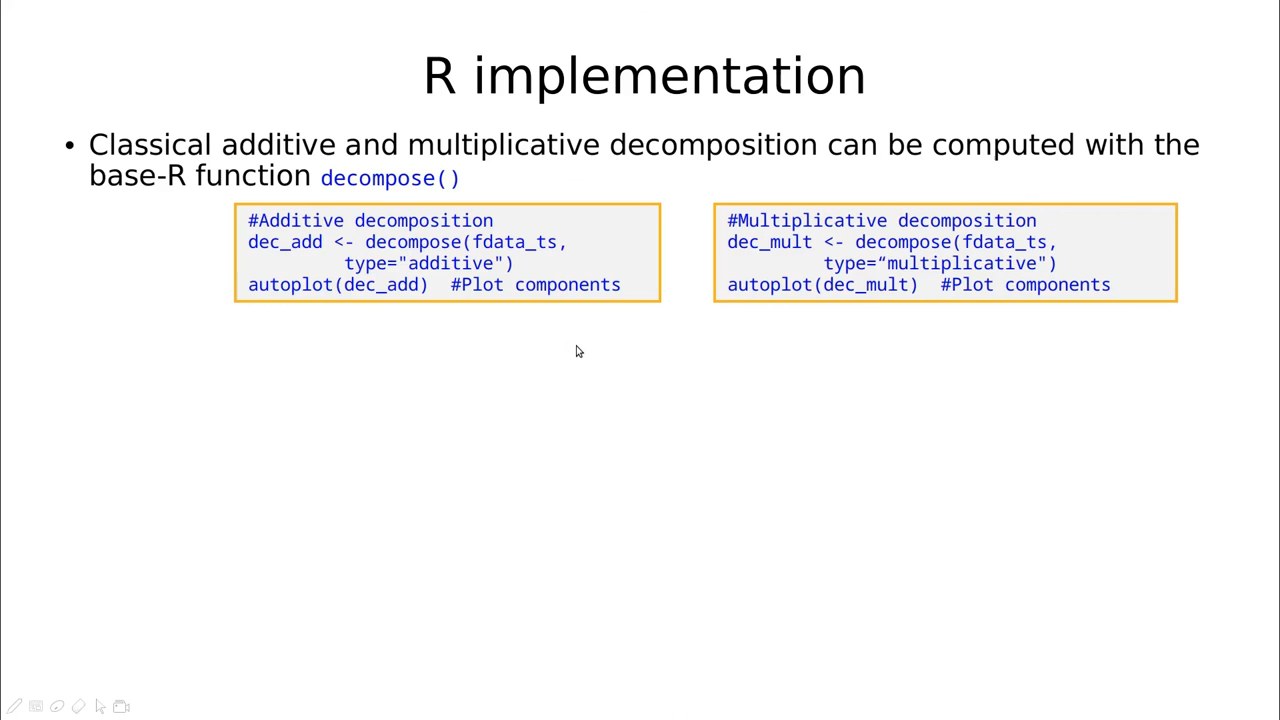 R implementation
• Classical additive and multiplicative decomposition can be computed with the
base-R function decompose()
#Additive decomposition
dec_add <- decompose(fdata_ts,
type="additive")
autoplot(dec_add)  #Plot components
#Multiplicative decomposition
dec_mult <- decompose(fdata_ts,
type=“multiplicative")
autoplot(dec_mult)  #Plot components